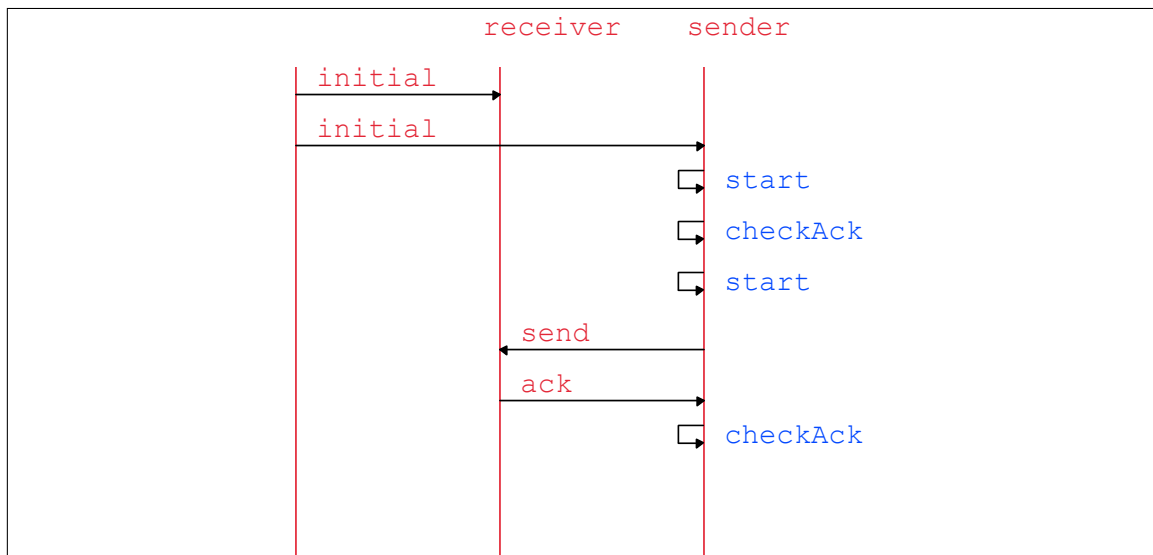 receiver sender
initial
initial
start
checkAck
start
send
ack
checkAck